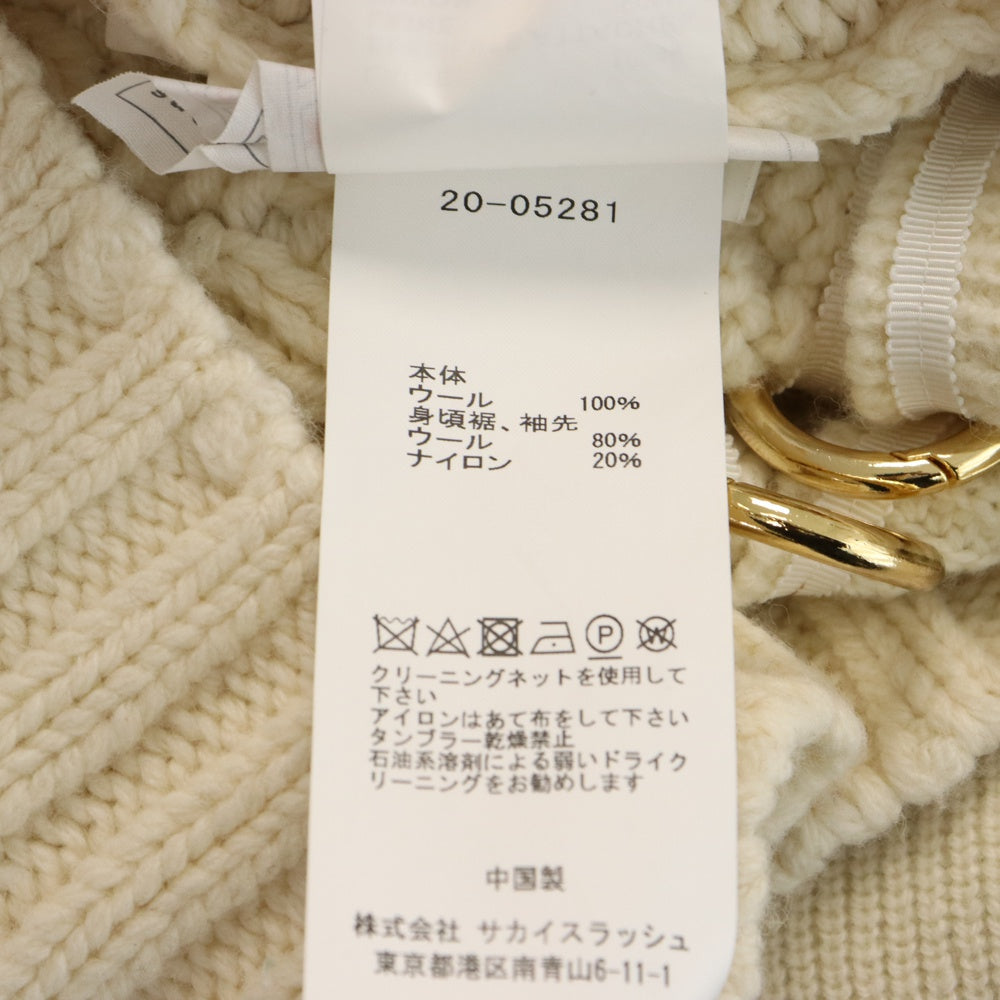 20-05281
本体
ウール 100%
身頃裾、袖先
ウール 80%
ナイロン 20%
P
W
クリーニングネットを使用して
下さい
アイロンはあて布をして下さい
タンブラー乾燥禁止
石油系溶剤による弱いドライク
リーニングをお勧めします
中国製
株式会社 サカイスラッシュ
東京都港区南青山6-11-1